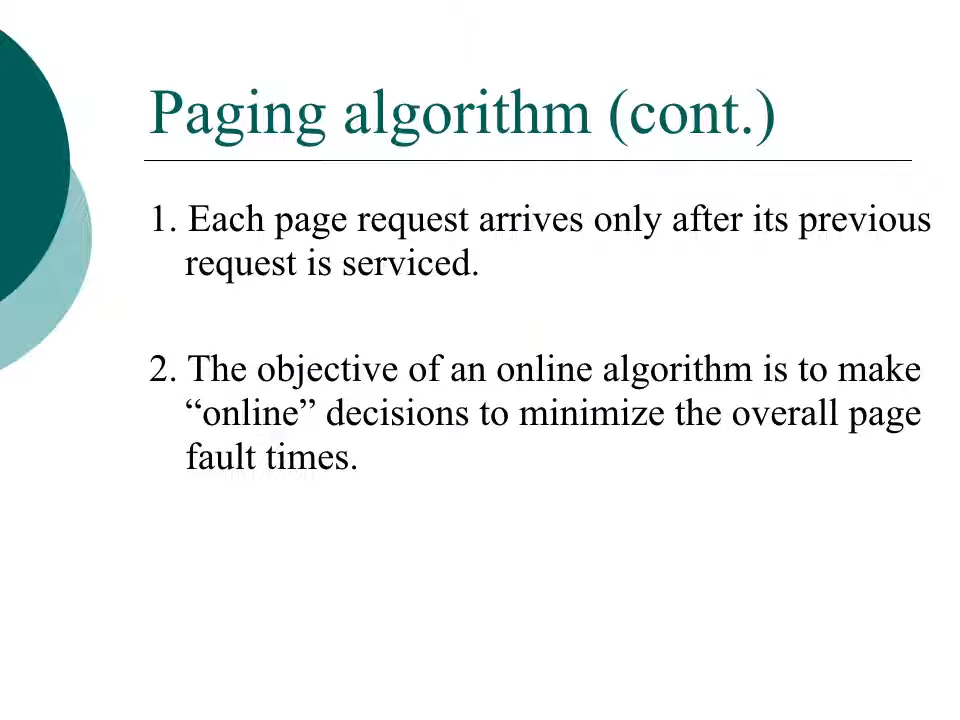 Paging algorithm (cont.)
1. Each page request arrives only after its previous
request is serviced.
2. The objective of an online algorithm is to make
“online” decisions to minimize the overall page
fault times.